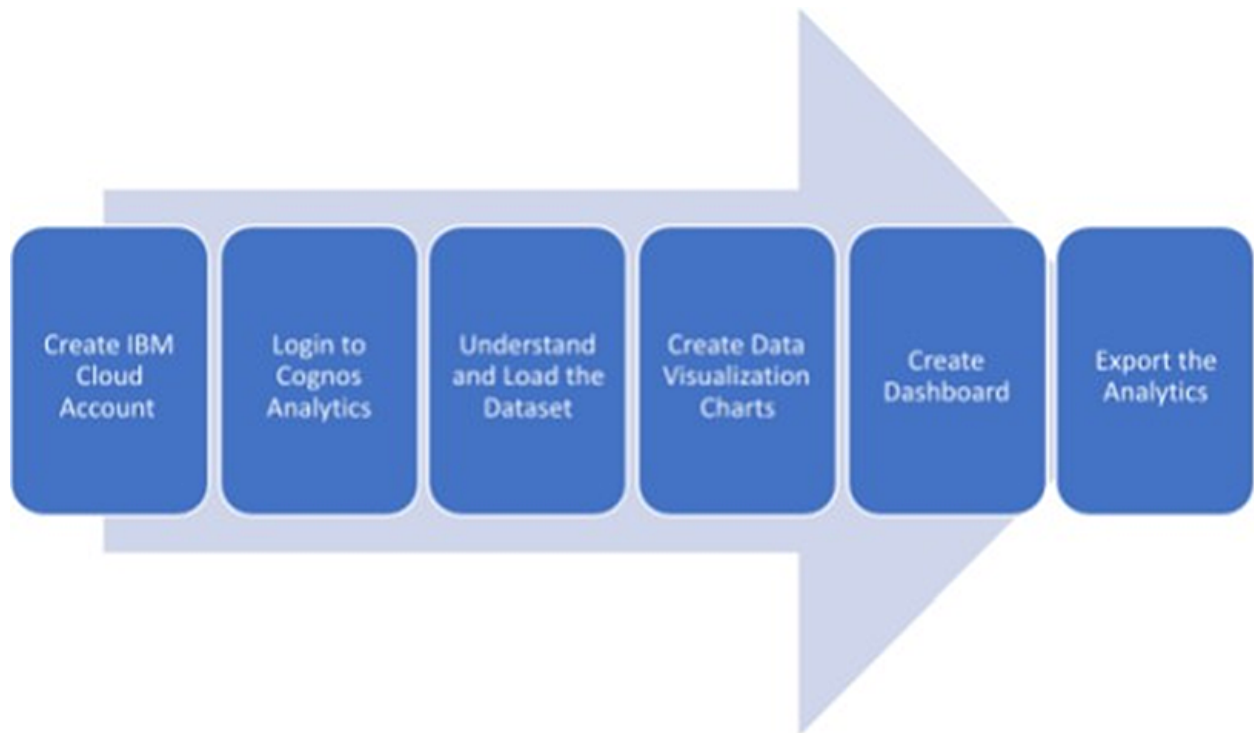 Create IBM
Cloud
Account
Login to
Cognos
Analytics
Understand
and Load the
Dataset
Create Data
Visualization
Charts
Create
Dashboard
Export the
Analytics